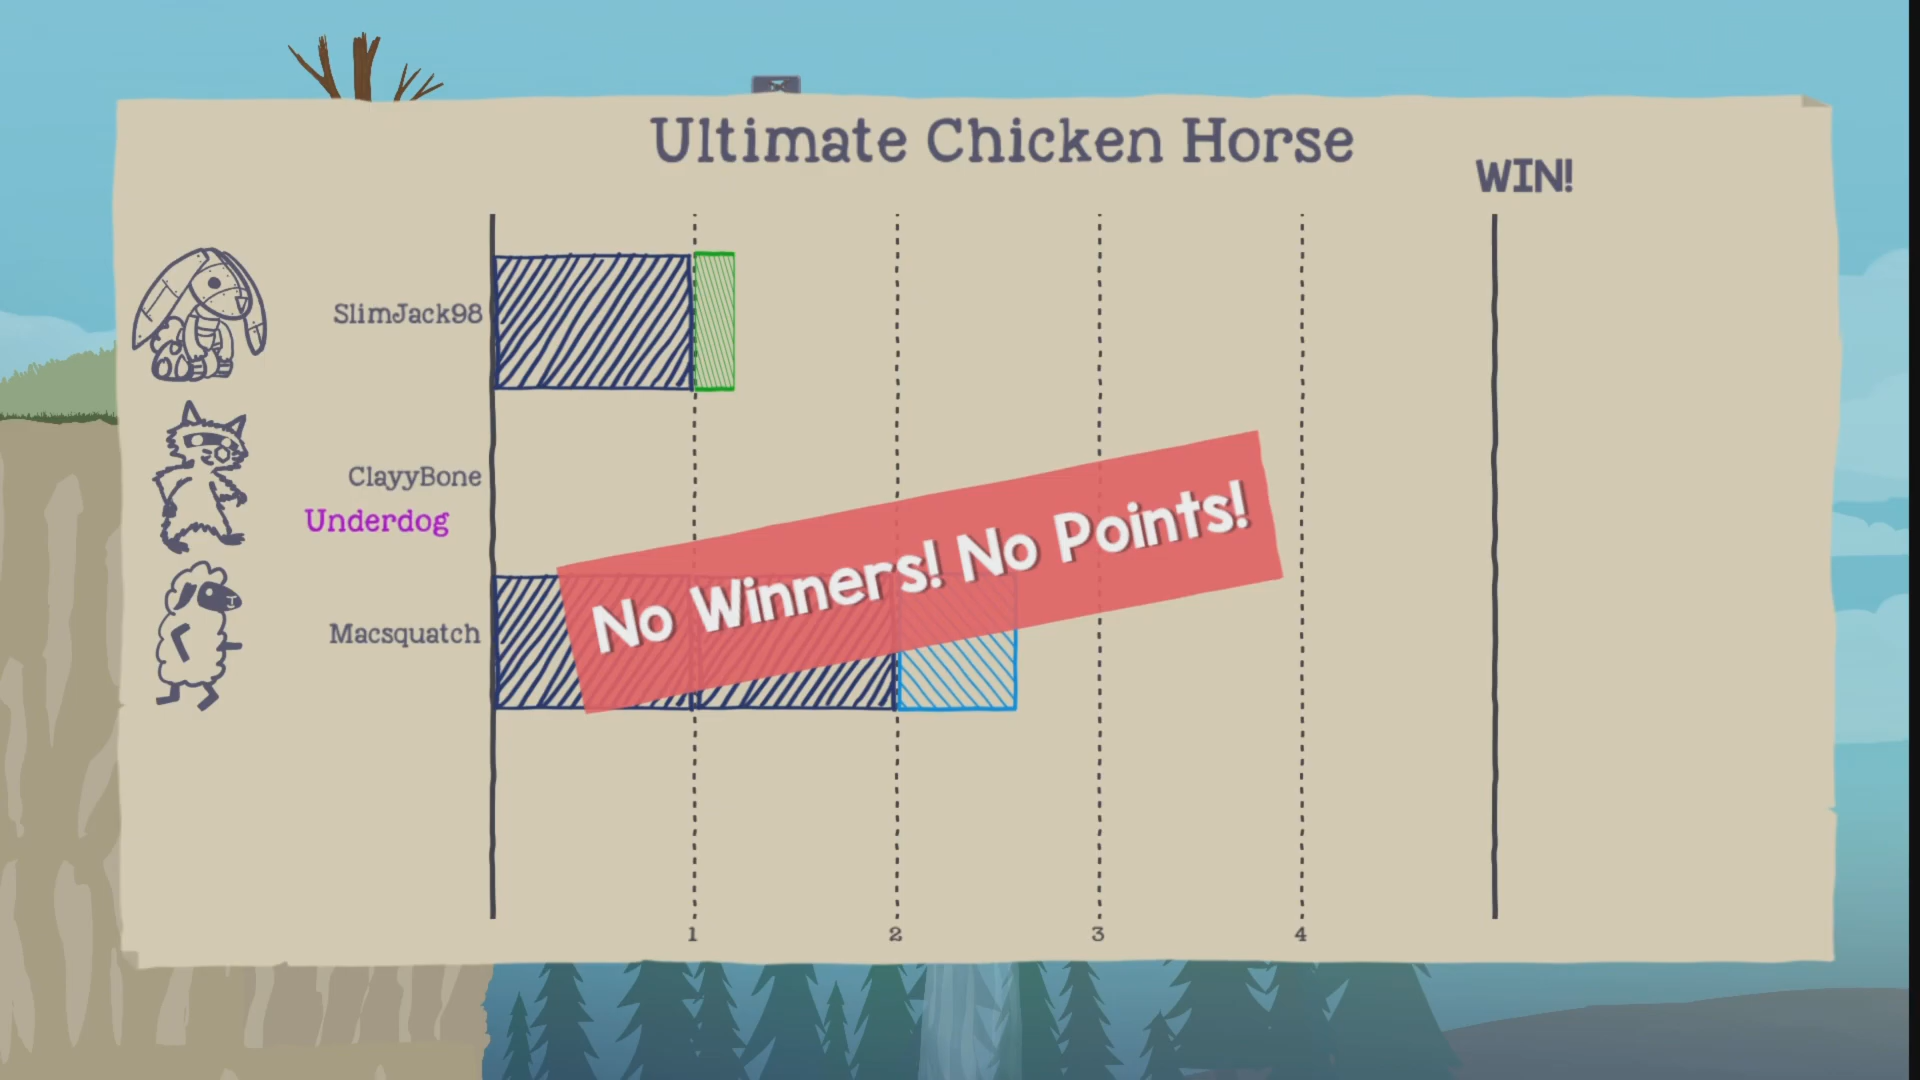 Ultimate Chicken Horse
WIN!
SlimJack98
ClayyBone
Underdog
No Winners! No Points!
Macsquatch
1 2 3 4